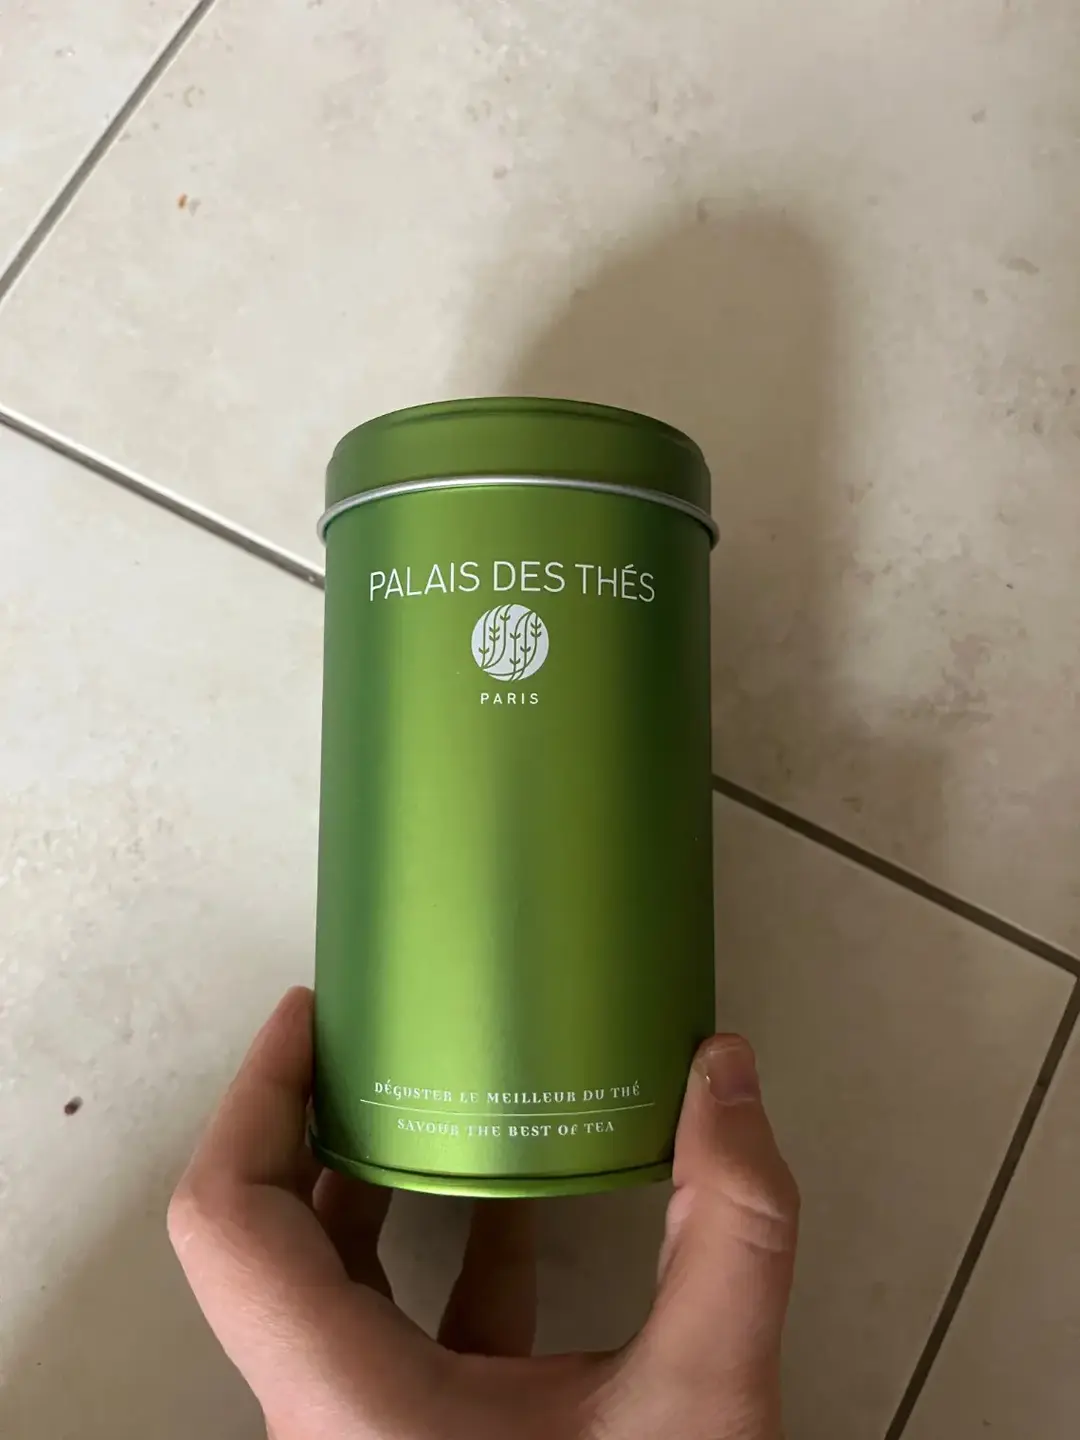 PALAIS DES THÉS
PARIS
DÉGUSTER LE MEILLEUR DU THÉ
SAVOUR THE BEST OF TEA